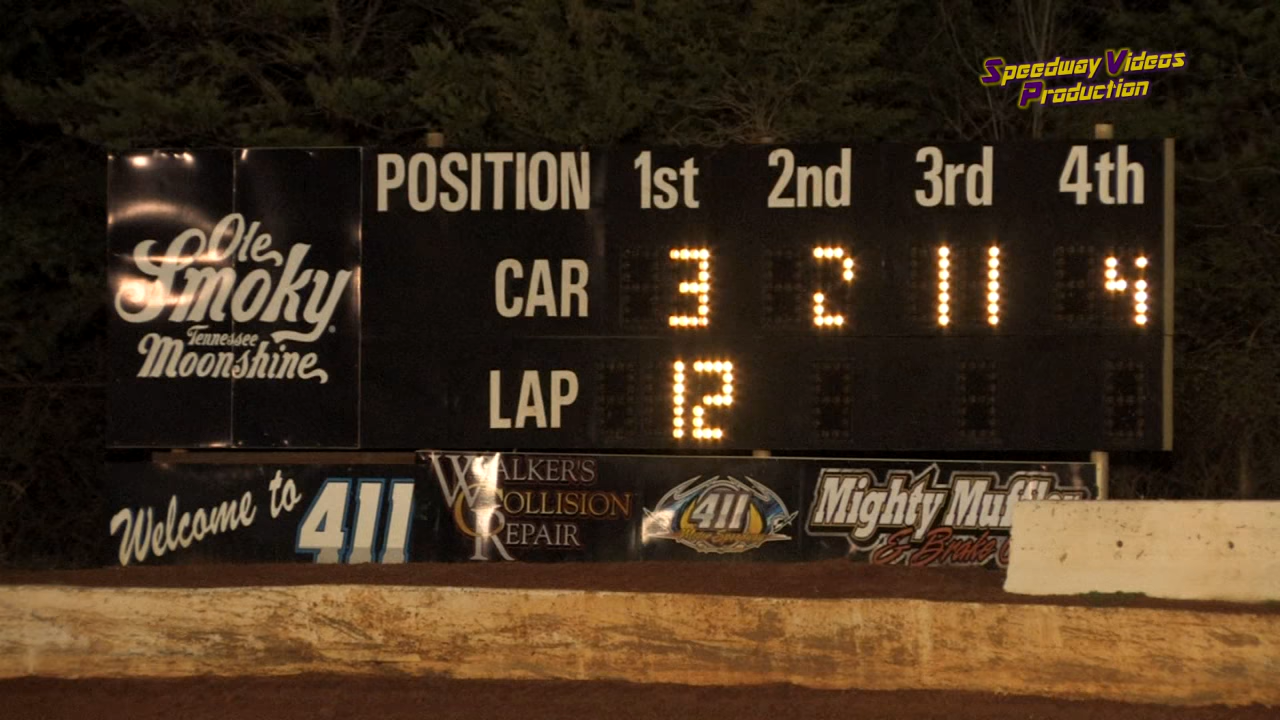 Speedway Videos
Production
POSITION 1st 2nd 3rd 4th
CAR 3 2 11 4
LAP 12
Ole
Smoky
Tennessee
Moonshine
Welcome to 411
WALKER'S
COLLISION
REPAIR
411
Mighty Muffler
& Brake